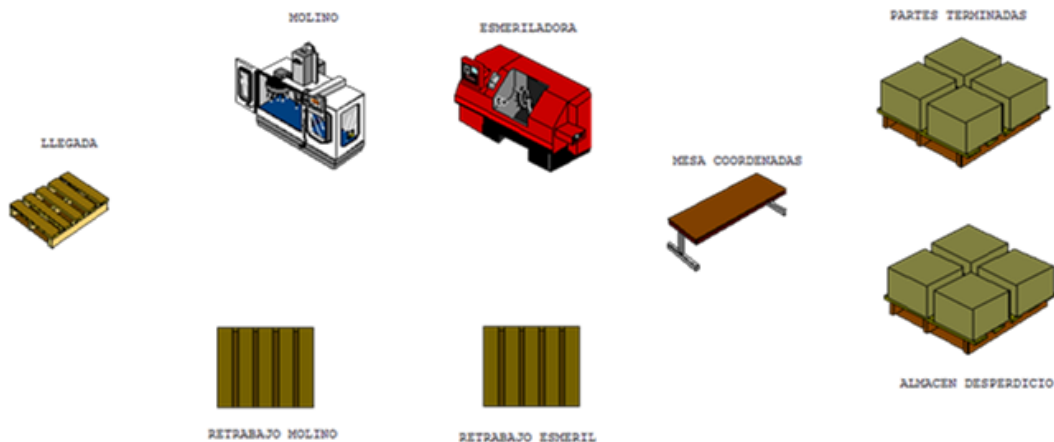 MOLINO
ESMERILADORA
PARTES TERMINADAS
LLEGADA
MESA COORDENADAS
ALMACEN DESPERDICIO
RETRABAJO MOLINO
RETRABAJO ESMERIL